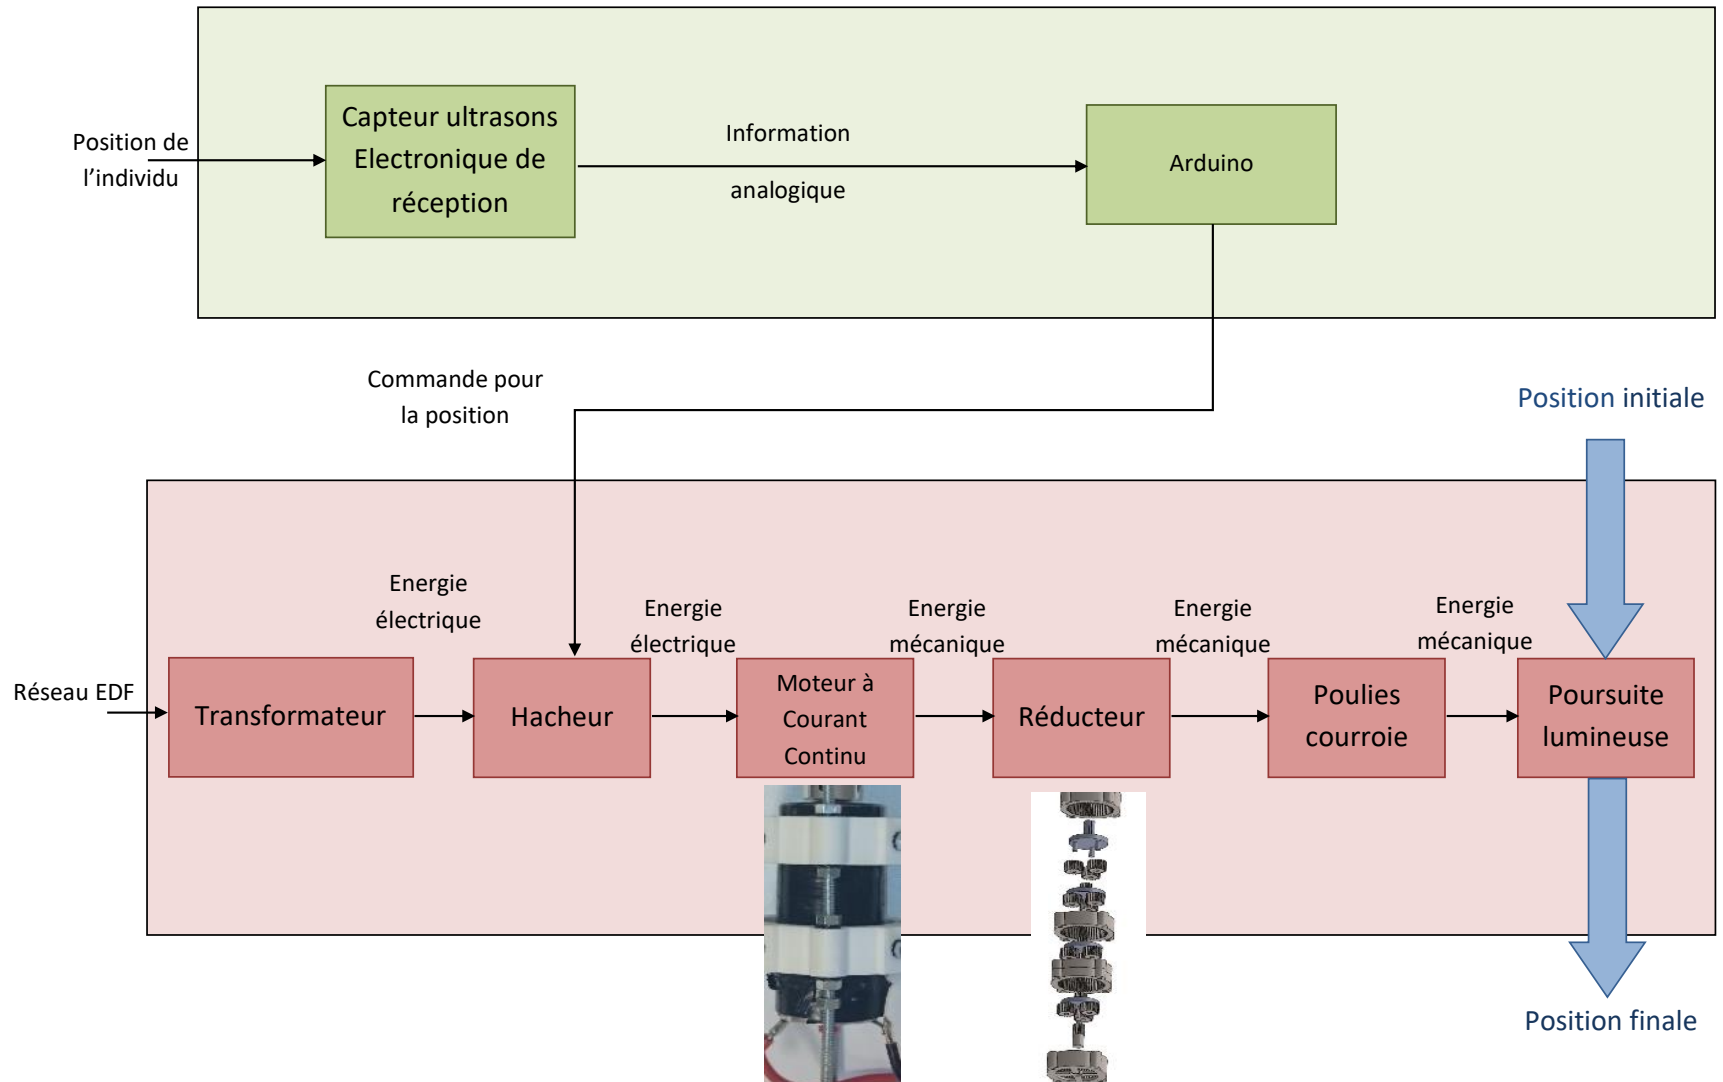 Position de
l'individu
Capteur ultrasons
Electronique de
réception
Information
analogique
Arduino
Commande pour
la position
Position initiale
Réseau EDF
Transformateur
Energie
électrique
Hacheur
Energie
électrique
Moteur à
Courant
Continu
Energie
mécanique
Réducteur
Energie
mécanique
Poulies
courroie
Energie
mécanique
Poursuite
lumineuse
Position finale